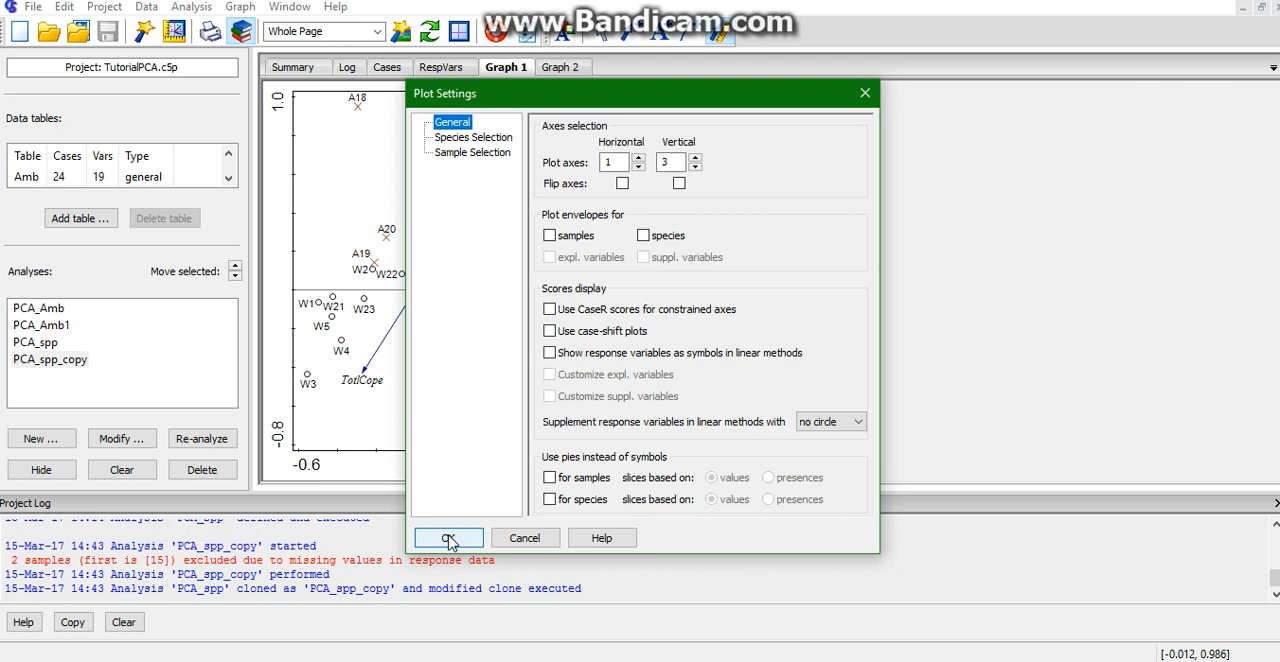 www.Bandicam.com
File Edit Project Data Analysis Graph Window Help
Whole Page
Project: TutorialPCA.c5p
Data tables:
Table Cases Vars Type
Amb 24 19 general
Add table ... Delete table
Analyses: Move selected:
PCA_Amb
PCA_Amb1
PCA_spp
PCA_spp_copy
New ... Modify ... Re-analyze
Hide Clear Delete
Summary Log Cases RespVars Graph 1 Graph 2
1.0
A18
A20
A19
W20 W22
W1 W21 W23
W5
W4
W3 TotlCope
-0.8
-0.6
Plot Settings
General
Species Selection
Sample Selection
Axes selection
Horizontal Vertical
Plot axes: 1 3
Flip axes:
Plot envelopes for
samples species
expl. variables suppl. variables
Scores display
Use CaseR scores for constrained axes
Use case-shift plots
Show response variables as symbols in linear methods
Customize expl. variables
Customize suppl. variables
Supplement response variables in linear methods with no circle
Use pies instead of symbols
for samples slices based on: values presences
for species slices based on: values presences
OK Cancel Help
Project Log
15-Mar-17 14:43 Analysis 'PCA_spp_copy' started
2 samples (first is [15]) excluded due to missing values in response data
15-Mar-17 14:43 Analysis 'PCA_spp_copy' performed
15-Mar-17 14:43 Analysis 'PCA_spp' cloned as 'PCA_spp_copy' and modified clone executed
Help Copy Clear
[-0.012, 0.986]